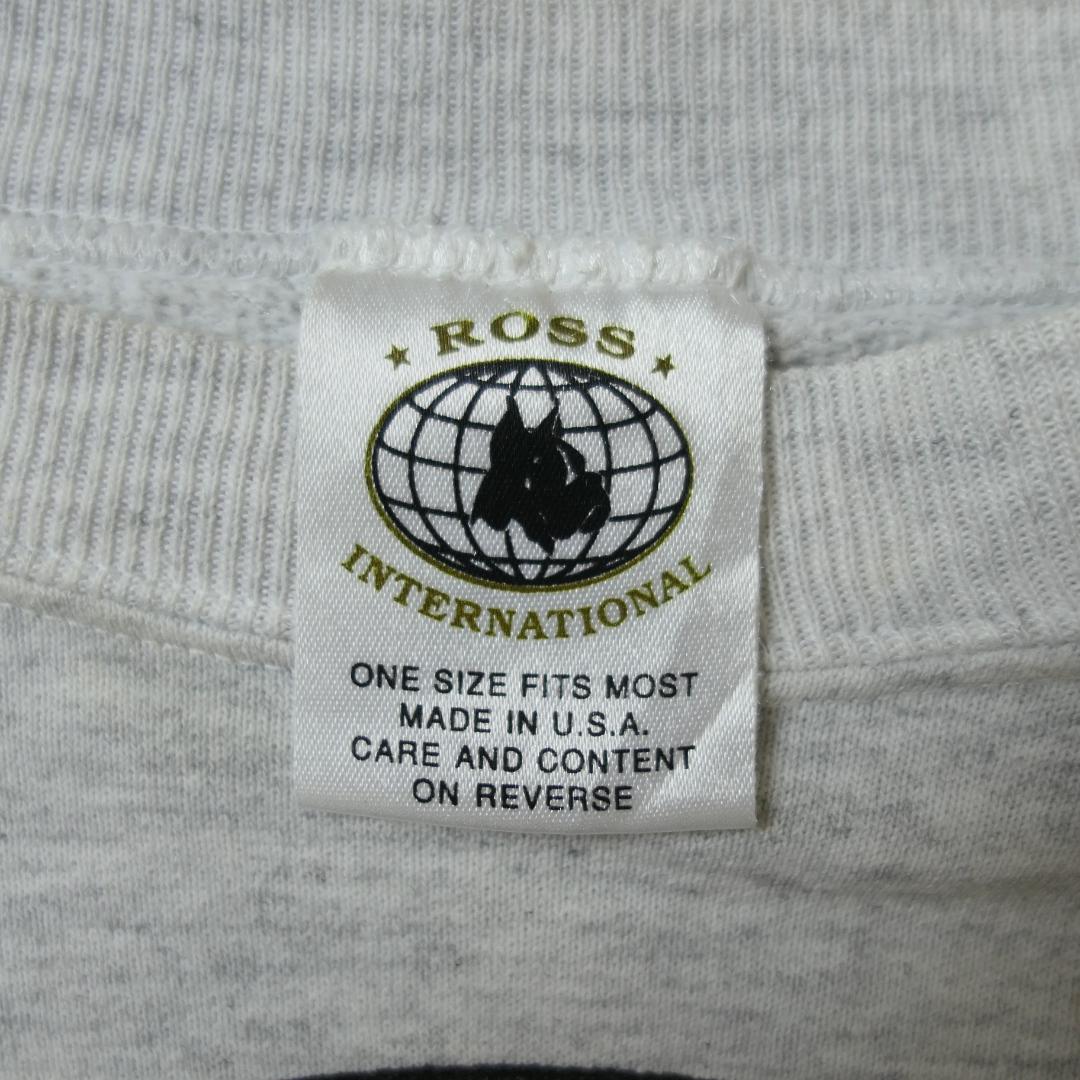 ROSS
INTERNATIONAL
ONE SIZE FITS MOST
MADE IN U.S.A.
CARE AND CONTENT
ON REVERSE